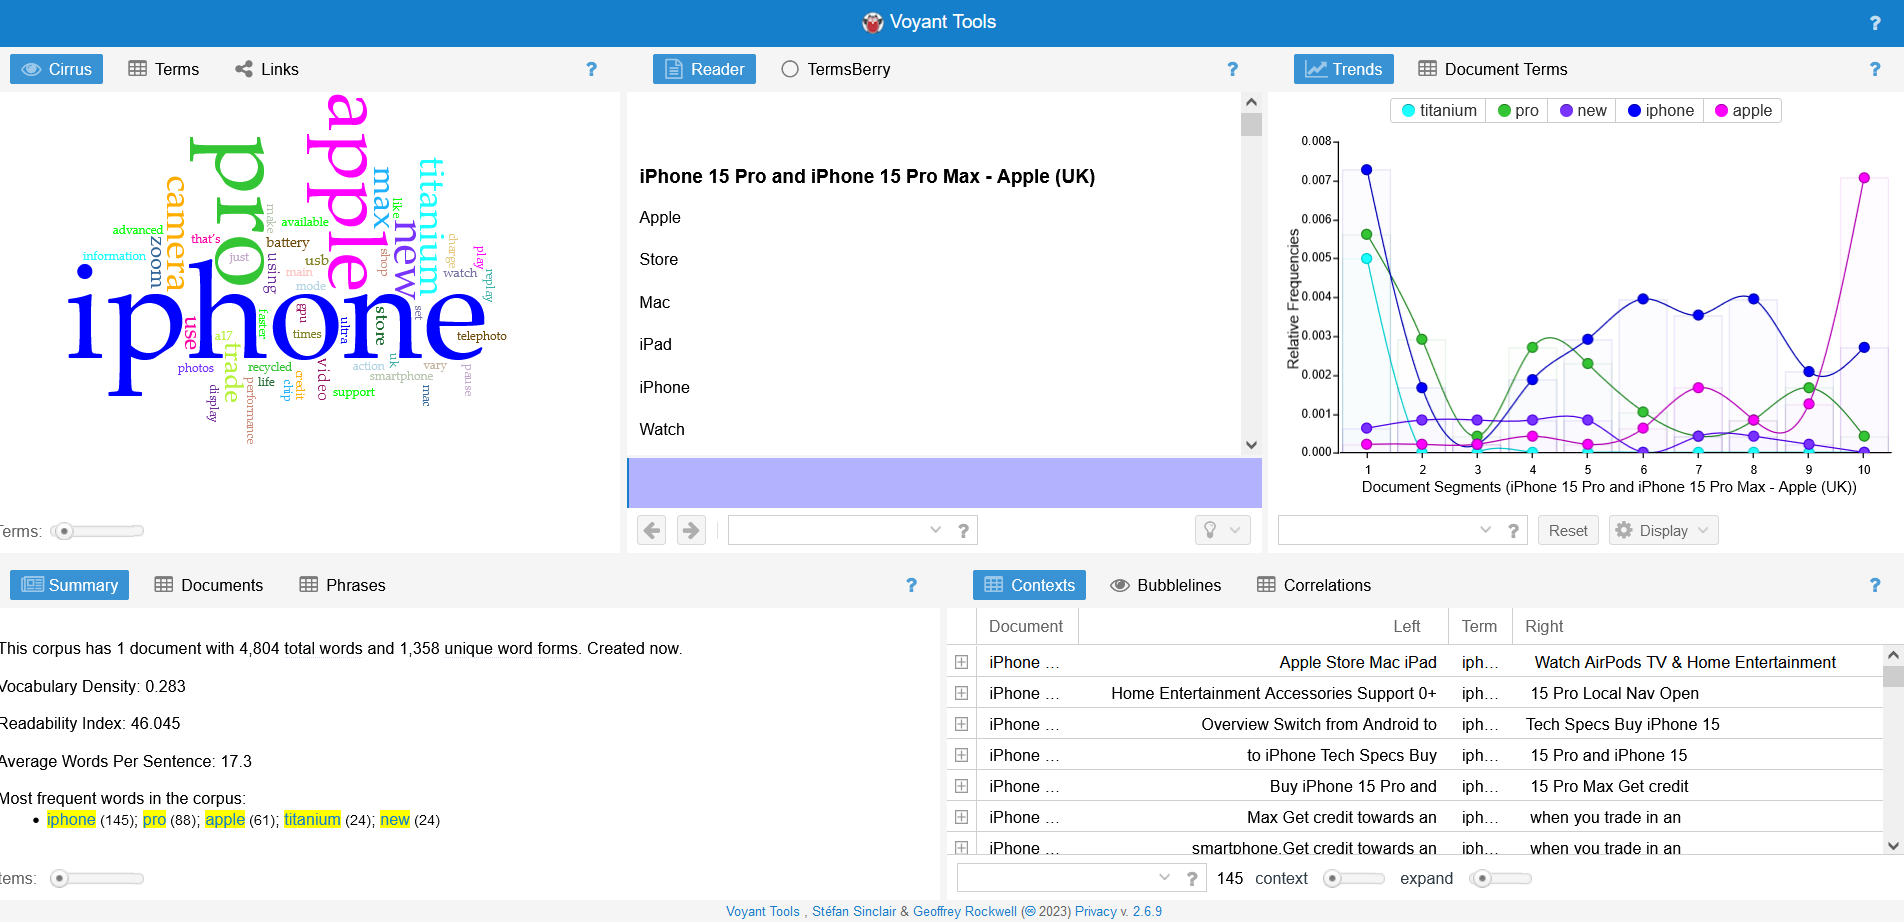 Voyant Tools
?
Cirrus Terms Links ?
Reader TermsBerry ?
Trends Document Terms ?
apple
pro
titanium
camera
max
like
make
available
advanced
that's
zoom
battery
new
change
information
just
using
usb
shop
play
main
watch
replay
mode
iphone
set
gpu
faster
ultra
store
use
a17
times
telephoto
trade
photos
recycled
video
uk
action
vary
smartphone
pause
life
credit
chip
support
mac
display
performance
erms:
iPhone 15 Pro and iPhone 15 Pro Max - Apple (UK)
Apple
Store
Mac
iPad
iPhone
Watch
?
titanium pro new iphone apple
0.008
0.007
0.006
0.005
0.004
0.003
0.002
0.001
0.000
Relative Frequencies
1 2 3 4 5 6 7 8 9 10
Document Segments (iPhone 15 Pro and iPhone 15 Pro Max - Apple (UK))
? Reset Display
Summary Documents Phrases ?
This corpus has 1 document with 4,804 total words and 1,358 unique word forms. Created now.
Vocabulary Density: 0.283
Readability Index: 46.045
Average Words Per Sentence: 17.3
Most frequent words in the corpus:
• iphone (145); pro (88); apple (61); titanium (24); new (24)
tems:
Contexts Bubblelines Correlations ?
Document Left Term Right
iPhone ... Apple Store Mac iPad iph... Watch AirPods TV & Home Entertainment
iPhone ... Home Entertainment Accessories Support 0+ iph... 15 Pro Local Nav Open
iPhone ... Overview Switch from Android to iph... Tech Specs Buy iPhone 15
iPhone ... to iPhone Tech Specs Buy iph... 15 Pro and iPhone 15
iPhone ... Buy iPhone 15 Pro and iph... 15 Pro Max Get credit
iPhone ... Max Get credit towards an iph... when you trade in an
iPhone ... smartphone.Get credit towards an iph... when you trade in an
? 145 context expand
Voyant Tools , Stéfan Sinclair & Geoffrey Rockwell (🅭 2023) Privacy v. 2.6.9